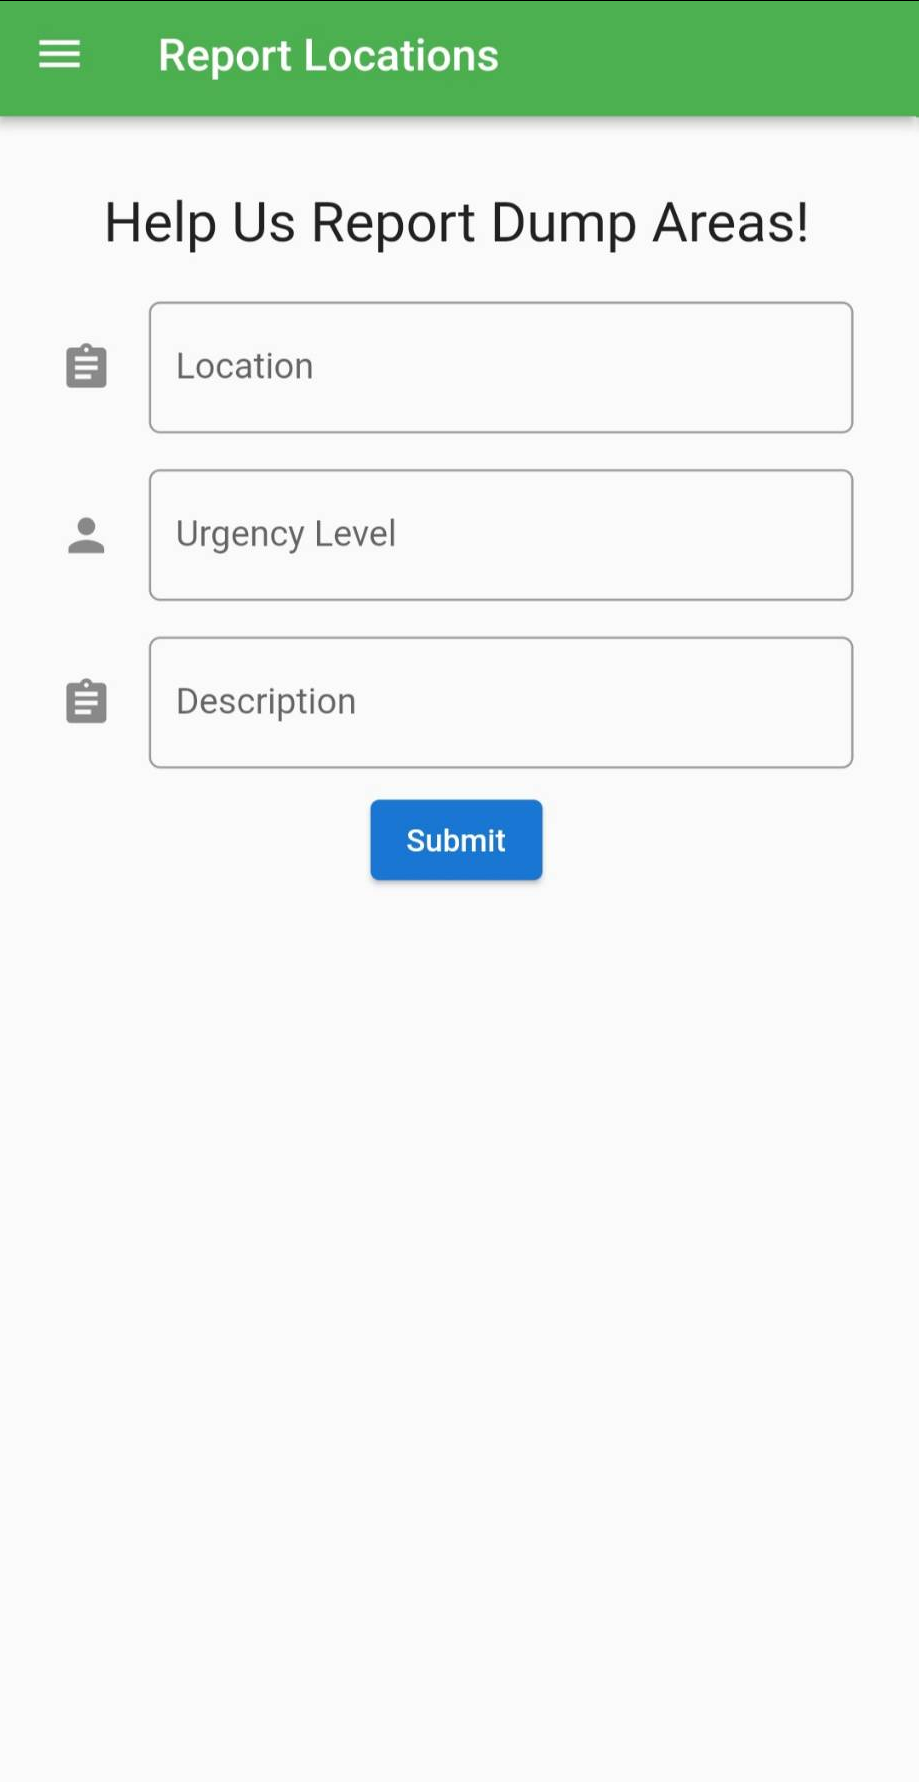 Report Locations
Help Us Report Dump Areas!
Location
Urgency Level
Description
Submit